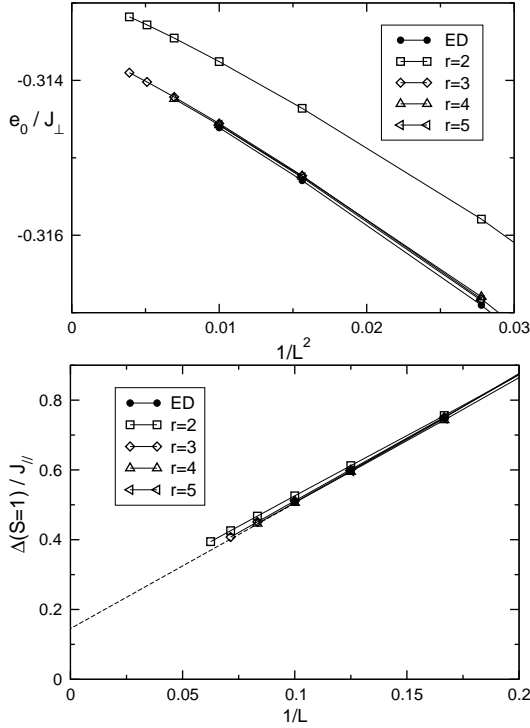 -0.314
e₀ / J⊥
-0.316
ED
r=2
r=3
r=4
r=5
0 0.01 0.02 0.03
1/L²
0.8
0.6
Δ(S=1) / J//
0.4
0.2
0
ED
r=2
r=3
r=4
r=5
0 0.05 0.1 0.15 0.2
1/L